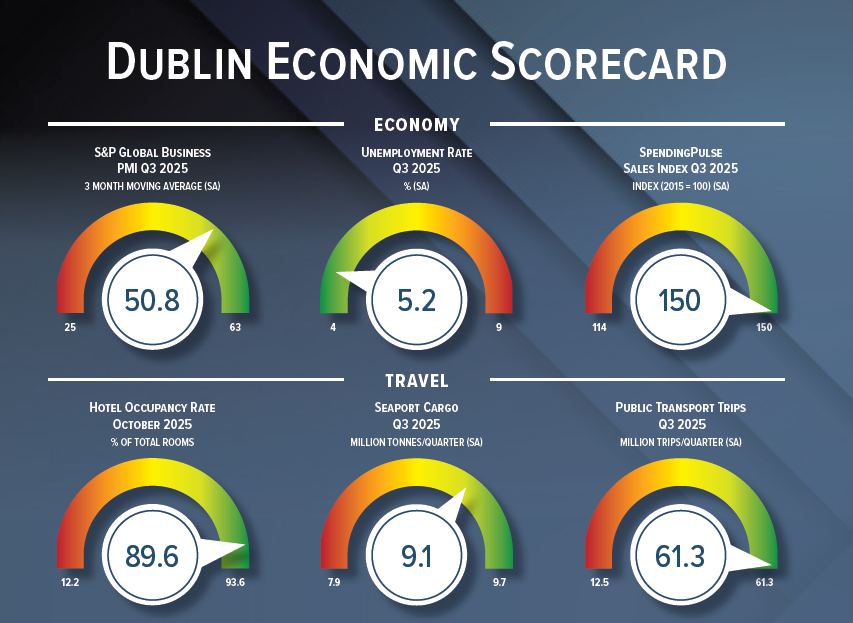 Dublin Economic Scorecard
ECONOMY
S&P Global Business
PMI Q3 2025
3 MONTH MOVING AVERAGE (SA)
50.8
25
63
Unemployment Rate
Q3 2025
% (SA)
5.2
4
9
SpendingPulse
Sales Index Q3 2025
INDEX (2015 = 100) (SA)
150
114
150
TRAVEL
Hotel Occupancy Rate
October 2025
% OF TOTAL ROOMS
89.6
12.2
93.6
Seaport Cargo
Q3 2025
MILLION TONNES/QUARTER (SA)
9.1
7.9
9.7
Public Transport Trips
Q3 2025
MILLION TRIPS/QUARTER (SA)
61.3
12.5
61.3